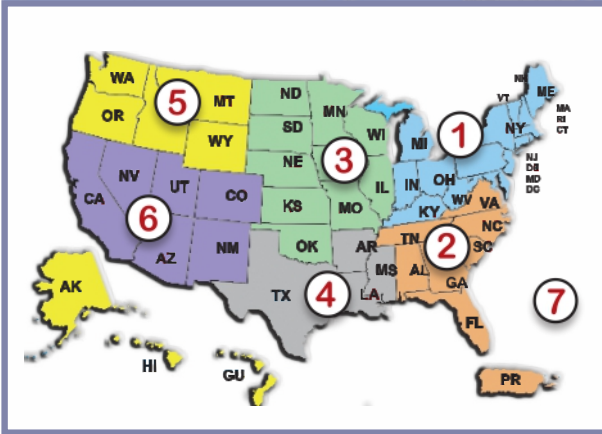 WA
OR
5
MT
WY
ND
SD
NE
KS
OK
MN
WI
3
IL
MO
MI
1
IN
OH
KY
WV
NY
VT
NH
ME
MA
RI
CT
NJ
DE
MD
DC
VA
NC
SC
TN
2
AL
GA
FL
CA
NV
UT
CO
6
AZ
NM
TX
4
AR
MS
LA
7
AK
HI
GU
PR